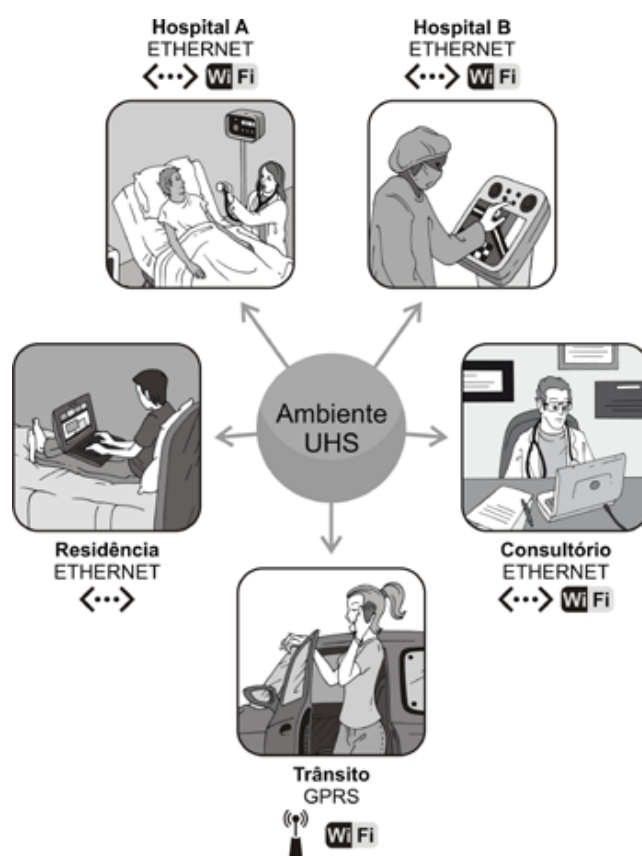 Hospital A
ETHERNET
<···> Wi Fi
Hospital B
ETHERNET
<···> Wi Fi
Ambiente
UHS
Residência
ETHERNET
<···>
Consultório
ETHERNET
<···> Wi Fi
Trânsito
GPRS
Wi Fi